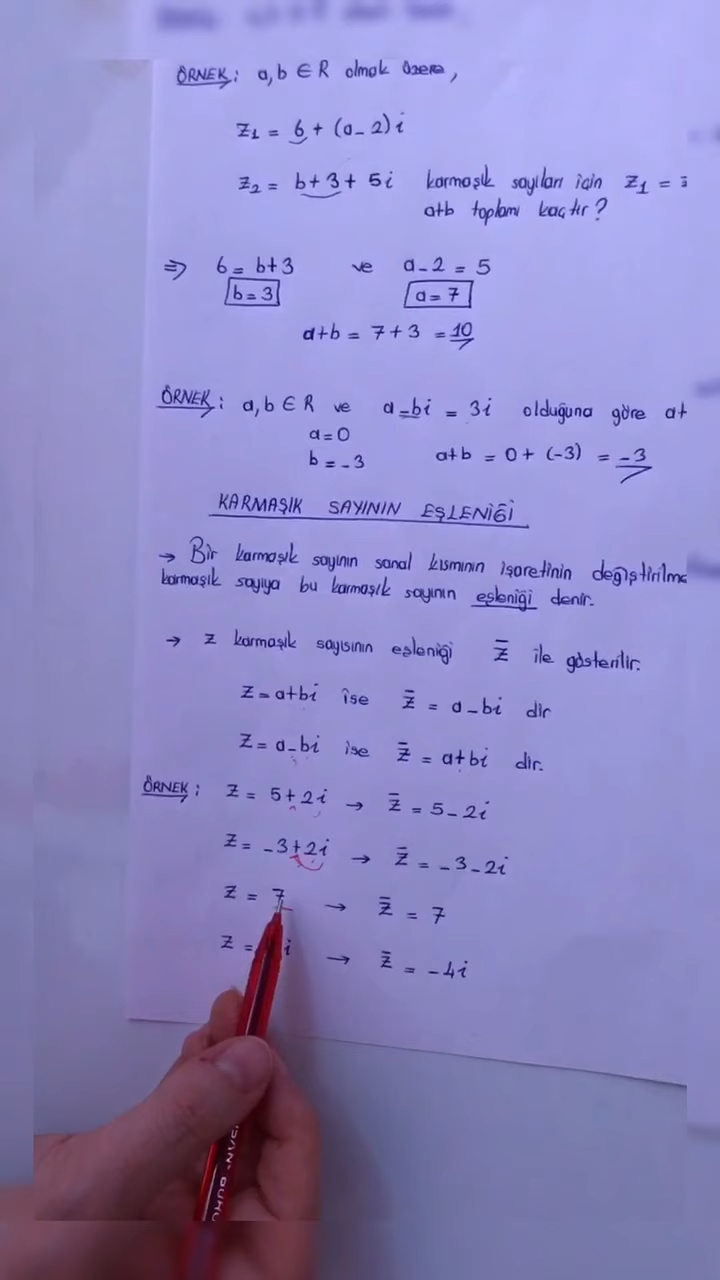 ÖRNEK: a,b ∈ R olmak üzere,
z₁ = 6 + (a-2)i
z₂ = b+3+ 5i karmaşık sayıları için z₁ =
a+b toplamı kaçtır?
⇒ 6 = b+3 ve a-2 = 5
b=3 a=7
a+b = 7+3 = 10
ÖRNEK: a,b ∈ R ve a-bi = 3i olduğuna göre a+
a=0
b=-3 a+b = 0+ (-3) = -3
KARMAŞIK SAYININ EŞLENİĞİ
→ Bir karmaşık sayının sanal kısmının işaretinin değiştirilme
karmaşık sayıya bu karmaşık sayının eşleniği denir.
→ z karmaşık sayısının eşleniği z̄ ile gösterilir.
z=a+bi ise z̄ = a-bi dir
z=a-bi ise z̄ = a+bi dir.
ÖRNEK: z = 5+2i → z̄ = 5-2i
z = -3+2i → z̄ = -3-2i
z = 7 → z̄ = 7
z = i → z̄ = -4i